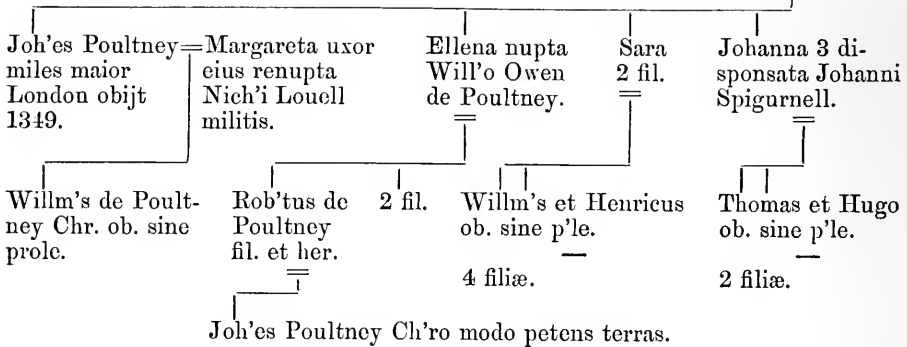 Joh'es Poultney=Margareta uxor
miles maior eius renupta
London obijt Nich'i Louell
1349. militis.
Ellena nupta
Will'o Owen
de Poultney.
Sara
2 fil.
Johanna 3 di-
sponsata Johanni
Spigurnell.
Willm's de Poult-
ney Chr. ob. sine
prole.
Rob'tus de
Poultney
fil. et her.
2 fil.
Willm's et Henricus
ob. sine p'le.
4 filiæ.
Thomas et Hugo
ob. sine p'le.
2 filiæ.
Joh'es Poultney Ch'ro modo petens terras.